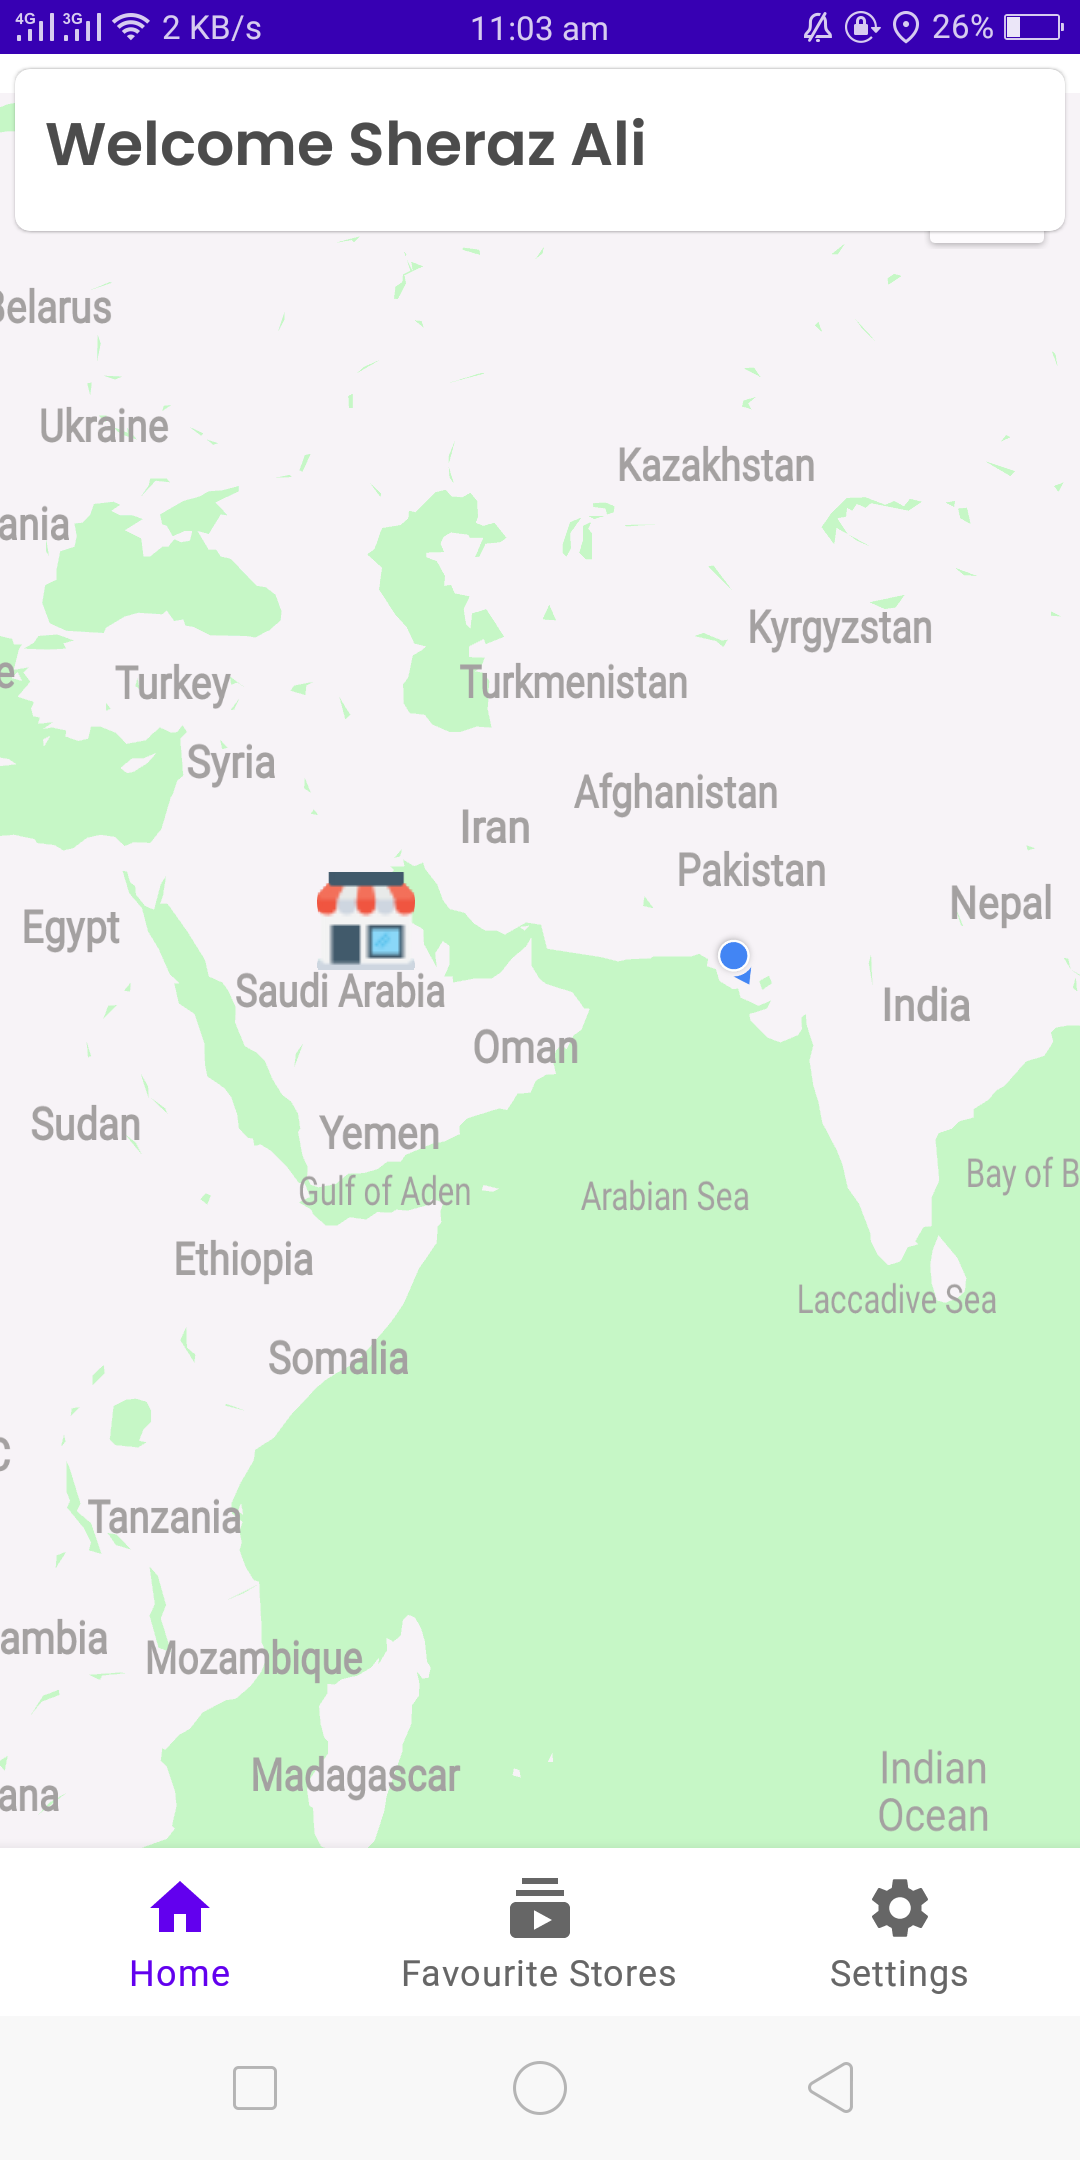 4G 3G 2 KB/s 11:03 am 26%
Welcome Sheraz Ali
Belarus
Ukraine
Kazakhstan
ania
Kyrgyzstan
e
Turkey
Turkmenistan
Syria
Afghanistan
Iran
Pakistan
Nepal
Egypt
Saudi Arabia
India
Oman
Sudan
Yemen
Bay of B
Gulf of Aden
Arabian Sea
Ethiopia
Laccadive Sea
Somalia
C
Tanzania
ambia
Mozambique
Madagascar
Indian
Ocean
ana
Home
Favourite Stores
Settings